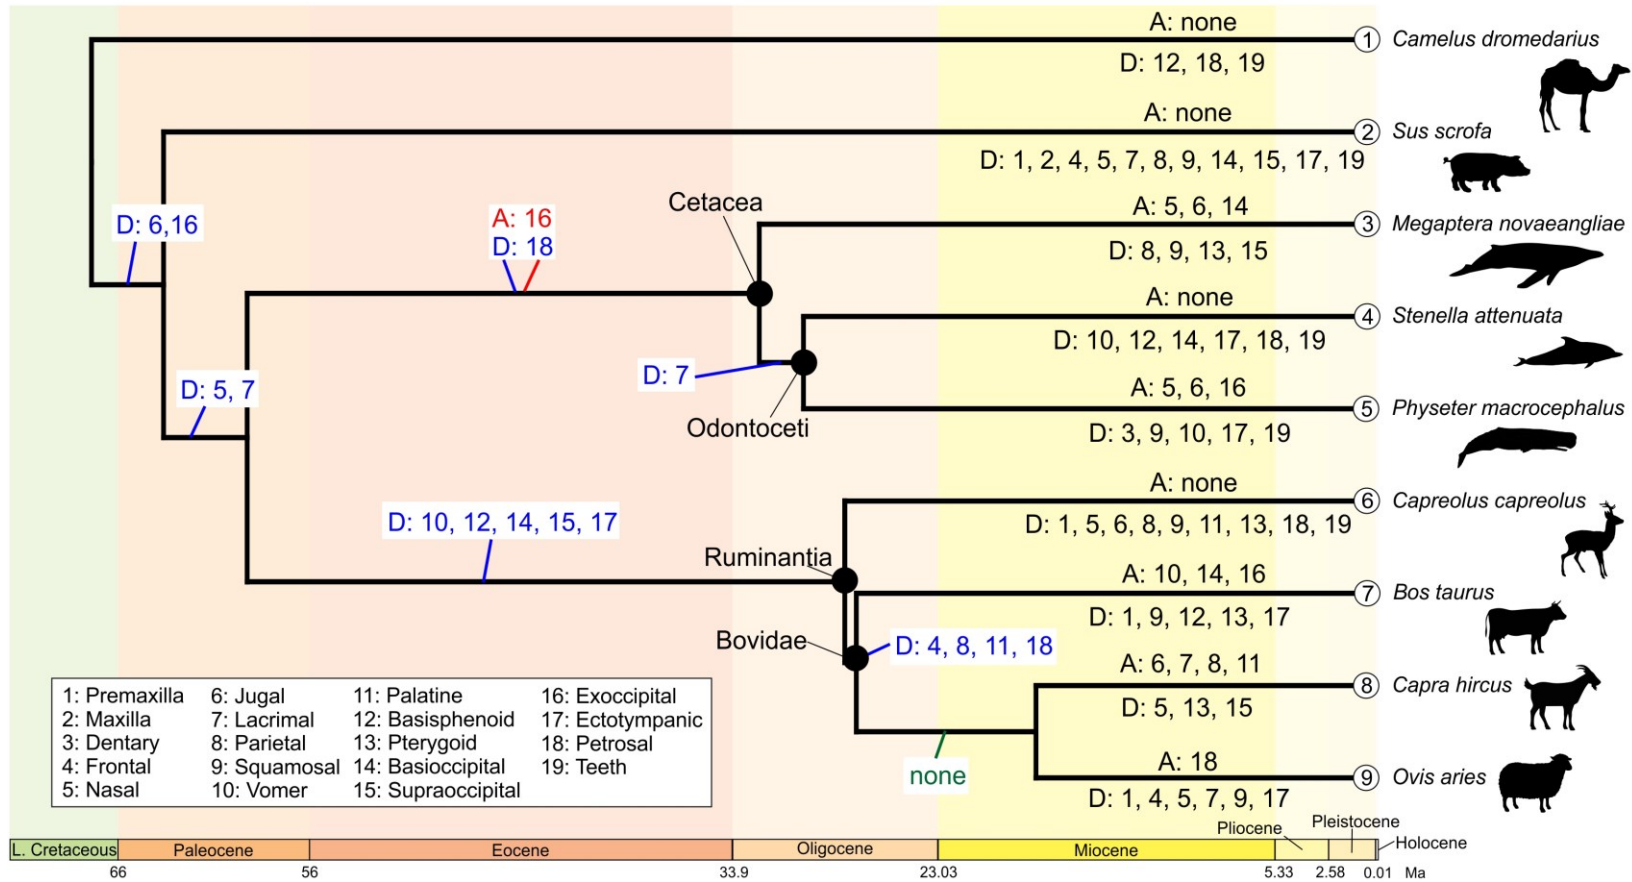 A: none
1 Camelus dromedarius
D: 12, 18, 19
A: none
2 Sus scrofa
D: 1, 2, 4, 5, 7, 8, 9, 14, 15, 17, 19
Cetacea
A: 5, 6, 14
D: 6,16
A: 16
D: 18
3 Megaptera novaeangliae
D: 8, 9, 13, 15
A: none
4 Stenella attenuata
D: 10, 12, 14, 17, 18, 19
D: 7
D: 5, 7
A: 5, 6, 16
5 Physeter macrocephalus
Odontoceti
D: 3, 9, 10, 17, 19
A: none
6 Capreolus capreolus
D: 10, 12, 14, 15, 17
D: 1, 5, 6, 8, 9, 11, 13, 18, 19
Ruminantia
A: 10, 14, 16
7 Bos taurus
D: 1, 9, 12, 13, 17
Bovidae
D: 4, 8, 11, 18
A: 6, 7, 8, 11
8 Capra hircus
D: 5, 13, 15
none
A: 18
9 Ovis aries
D: 1, 4, 5, 7, 9, 17
1: Premaxilla 6: Jugal 11: Palatine 16: Exoccipital
2: Maxilla 7: Lacrimal 12: Basisphenoid 17: Ectotympanic
3: Dentary 8: Parietal 13: Pterygoid 18: Petrosal
4: Frontal 9: Squamosal 14: Basioccipital 19: Teeth
5: Nasal 10: Vomer 15: Supraoccipital
Pliocene
Pleistocene
Holocene
L. Cretaceous Paleocene Eocene Oligocene Miocene
66 56 33.9 23.03 5.33 2.58 0.01 Ma